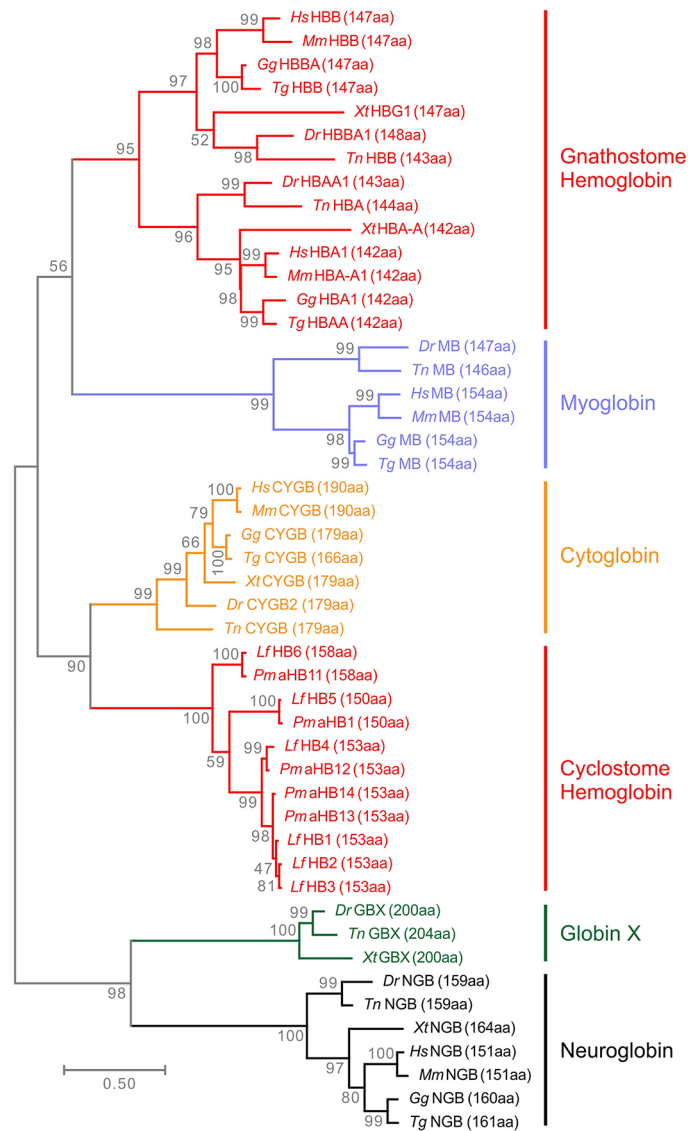 99
Hs HBB (147aa)
98
Mm HBB (147aa)
Gg HBBA (147aa)
97
100
Tg HBB (147aa)
Xt HBG1 (147aa)
52
Dr HBBA1 (148aa)
95
98
Tn HBB (143aa)
Gnathostome
Hemoglobin
99
Dr HBAA1 (143aa)
Tn HBA (144aa)
96
Xt HBA-A (142aa)
99
Hs HBA1 (142aa)
95
56
Mm HBA-A1 (142aa)
98
Gg HBA1 (142aa)
99
Tg HBAA (142aa)
99
Dr MB (147aa)
Tn MB (146aa)
99
99
Hs MB (154aa)
Myoglobin
Mm MB (154aa)
98
Gg MB (154aa)
99
Tg MB (154aa)
100
Hs CYGB (190aa)
79
Mm CYGB (190aa)
66
Gg CYGB (179aa)
100
Tg CYGB (166aa)
Cytoglobin
99
Xt CYGB (179aa)
99
Dr CYGB2 (179aa)
Tn CYGB (179aa)
90
100
Lf HB6 (158aa)
Pm aHB11 (158aa)
100
100
Lf HB5 (150aa)
Pm aHB1 (150aa)
59
99
Lf HB4 (153aa)
Pm aHB12 (153aa)
Cyclostome
Hemoglobin
99
Pm aHB14 (153aa)
Pm aHB13 (153aa)
98
Lf HB1 (153aa)
47
Lf HB2 (153aa)
81
Lf HB3 (153aa)
99
Dr GBX (200aa)
100
Tn GBX (204aa)
Globin X
Xt GBX (200aa)
98
99
Dr NGB (159aa)
Tn NGB (159aa)
100
Xt NGB (164aa)
97
100
Hs NGB (151aa)
Neuroglobin
Mm NGB (151aa)
80
Gg NGB (160aa)
99
Tg NGB (161aa)
0.50